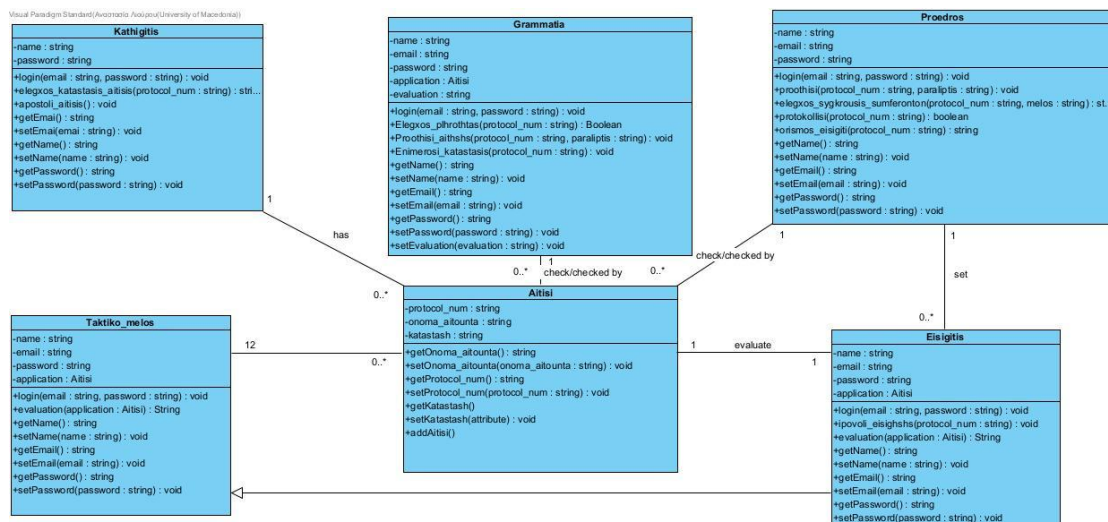 Visual Paradigm Standard(Αναστασία Λιούρου(University of Macedonia))
Kathigitis
-name : string
-password : string
+login(email : string, password : string) : void
+elegxos_katastasis_aitisis(protocol_num : string) : stri...
+apostoli_aitisis() : void
+getEmai() : string
+setEmai(emai : string) : void
+getName() : string
+setName(name : string) : void
+getPassword() : string
+setPassword(password : string) : void
Grammatia
-name : string
-email : string
-password : string
-application : Aitisi
-evaluation : string
+login(email : string, password : string) : void
+Elegxos_plhrothtas(protocol_num : string) : Boolean
+Proothisi_aithshs(protocol_num : string, paraliptis : string) : void
+Enimerosi_katastasis(protocol_num : string) : void
+getName() : string
+setName(name : string) : void
+getEmail() : string
+setEmail(email : string) : void
+getPassword() : string
+setPassword(password : string) : void
+setEvaluation(evaluation : string) : void
Proedros
-name : string
-email : string
-password : string
+login(email : string, password : string) : void
+proothisi(protocol_num : string, paraliptis : string) : void
+elegxos_sygkrousis_sumferonton(protocol_num : string, melos : string) : st...
+protokollisi(protocol_num : string) : boolean
+orismos_eisigiti(protocol_num : string) : string
+getName() : string
+setName(name : string) : void
+getEmail() : string
+setEmail(email : string) : void
+getPassword() : string
+setPassword(password : string) : void
1
has
0..*
1
check/checked by
0..*
1
check/checked by
0..*
1
set
0..*
Taktiko_melos
-name : string
-email : string
-password : string
-application : Aitisi
+login(email : string, password : string) : void
+evaluation(application : Aitisi) : String
+getName() : string
+setName(name : string) : void
+getEmail() : string
+setEmail(email : string) : void
+getPassword() : string
+setPassword(password : string) : void
12
0..*
Aitisi
-protocol_num : string
-onoma_aitounta : string
-katastash : string
+getOnoma_aitounta() : string
+setOnoma_aitounta(onoma_aitounta : string) : void
+getProtocol_num() : string
+setProtocol_num(protocol_num : string) : void
+getKatastash()
+setKatastash(attribute) : void
+addAitisi()
1
evaluate
1
Eisigitis
-name : string
-email : string
-password : string
-application : Aitisi
+login(email : string, password : string) : void
+ipovoli_eisighshs(protocol_num : string) : void
+evaluation(application : Aitisi) : String
+getName() : string
+setName(name : string) : void
+getEmail() : string
+setEmail(email : string) : void
+getPassword() : string
+setPassword(password : string) : void